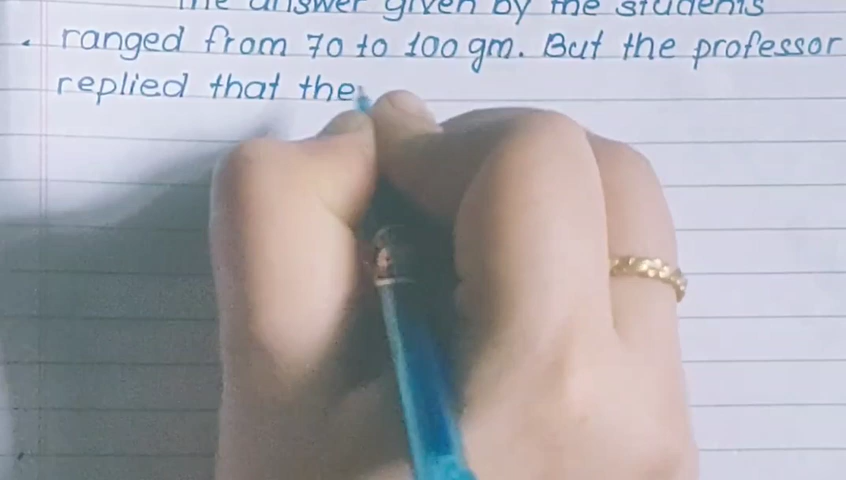 The answer given by the students
ranged from 70 to 100 gm. But the professor
replied that the